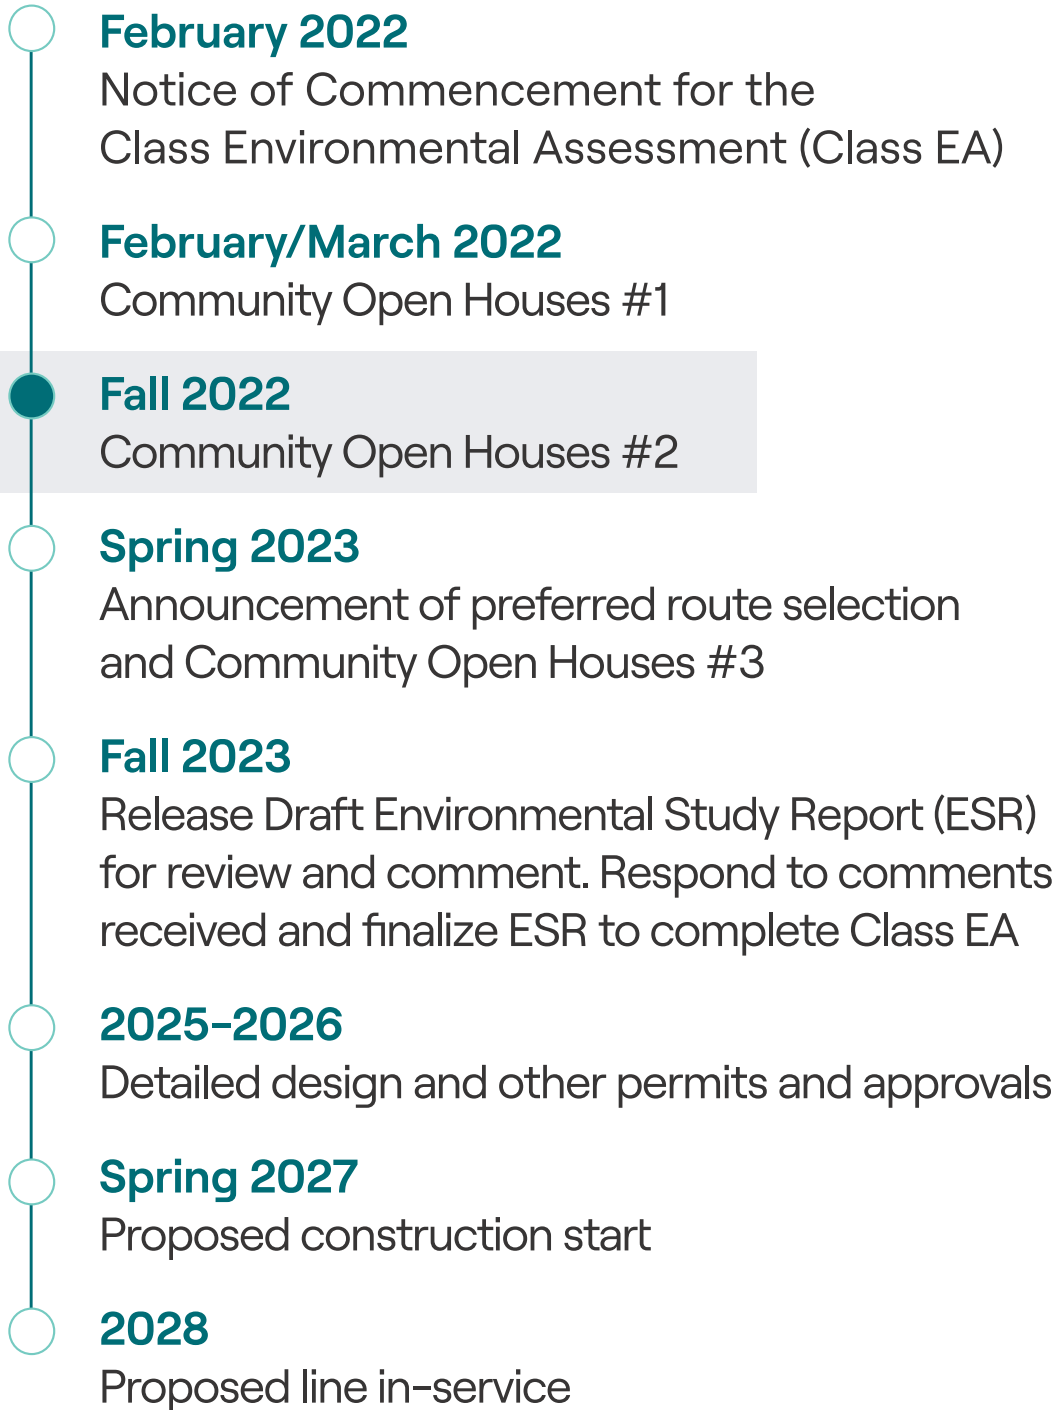 February 2022
Notice of Commencement for the
Class Environmental Assessment (Class EA)
February/March 2022
Community Open Houses #1
Fall 2022
Community Open Houses #2
Spring 2023
Announcement of preferred route selection
and Community Open Houses #3
Fall 2023
Release Draft Environmental Study Report (ESR)
for review and comment. Respond to comments
received and finalize ESR to complete Class EA
2025–2026
Detailed design and other permits and approvals
Spring 2027
Proposed construction start
2028
Proposed line in-service